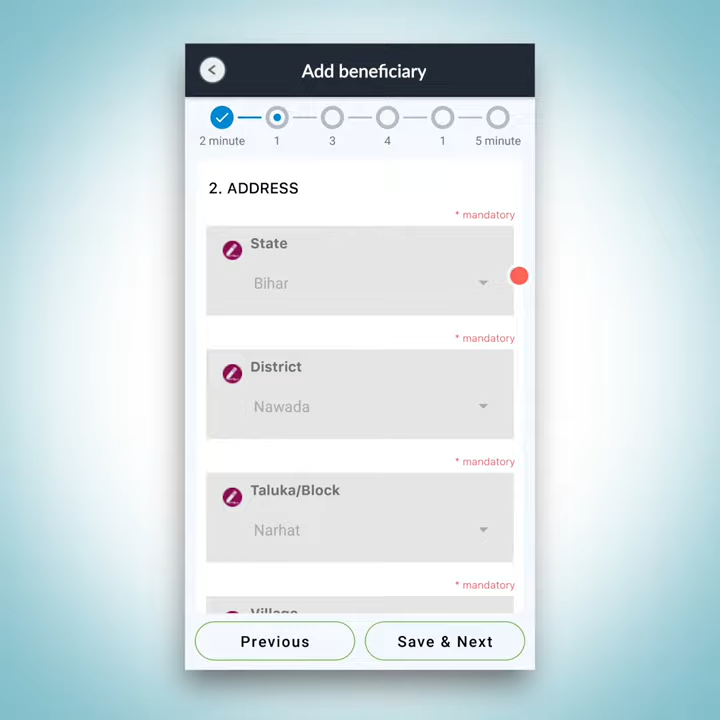 Add beneficiary
2 minute 1 3 4 1 5 minute
2. ADDRESS
* mandatory
State
Bihar
* mandatory
District
Nawada
* mandatory
Taluka/Block
Narhat
* mandatory
Village
Previous Save & Next